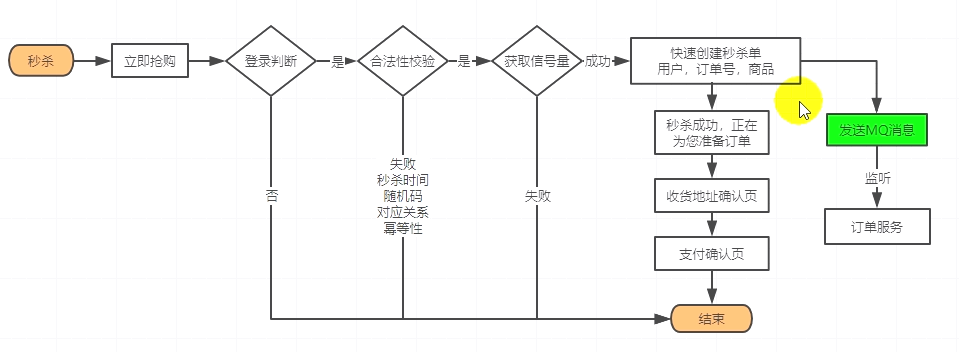 秒杀
立即抢购
登录判断
是
合法性校验
是
获取信号量
成功
快速创建秒杀单
用户，订单号，商品
秒杀成功，正在
为您准备订单
发送MQ消息
监听
失败
秒杀时间
随机码
对应关系
幂等性
否
失败
收货地址确认页
订单服务
支付确认页
结束